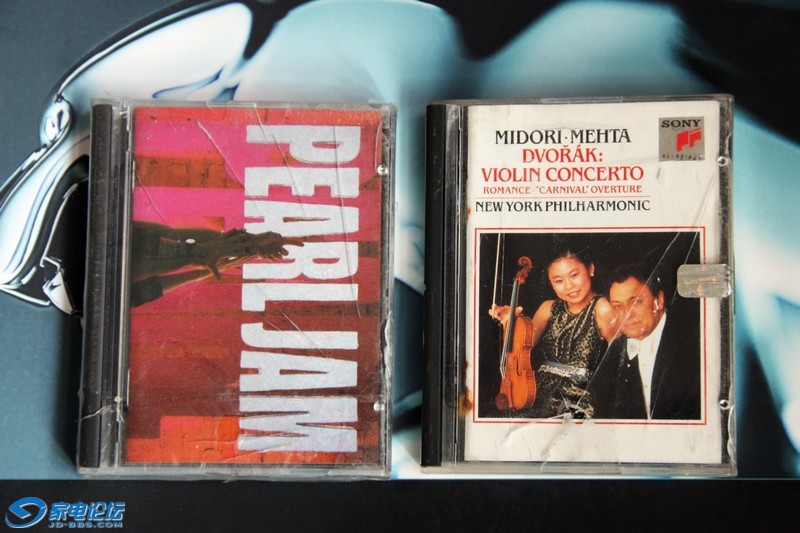 PEARL JAM
SONY
MIDORI · MEHTA
DVOŘÁK:
VIOLIN CONCERTO
ROMANCE · "CARNIVAL" OVERTURE
NEW YORK PHILHARMONIC
家电论坛
JD-BBS.COM